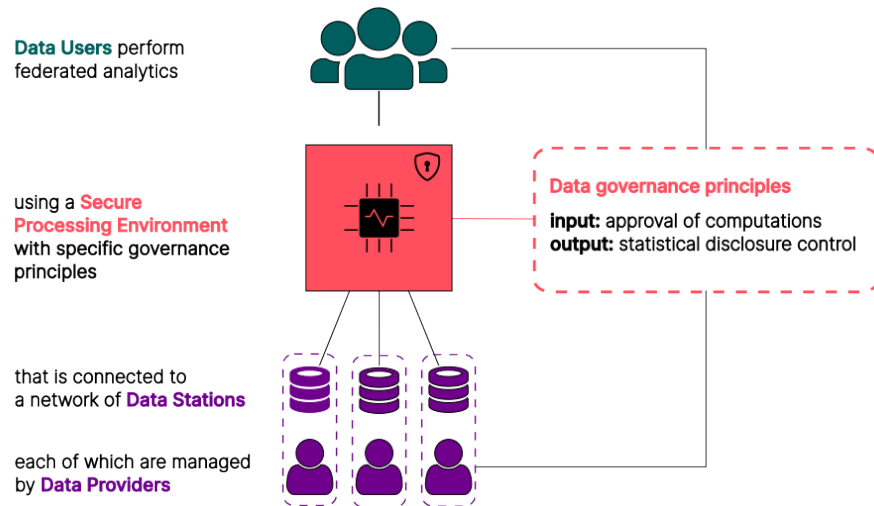 Data Users perform
federated analytics
using a Secure
Processing Environment
with specific governance
principles
Data governance principles
input: approval of computations
output: statistical disclosure control
that is connected to
a network of Data Stations
each of which are managed
by Data Providers